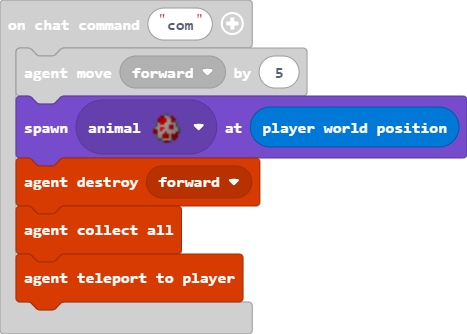 on chat command "com"
agent move forward by 5
spawn animal at player world position
agent destroy forward
agent collect all
agent teleport to player